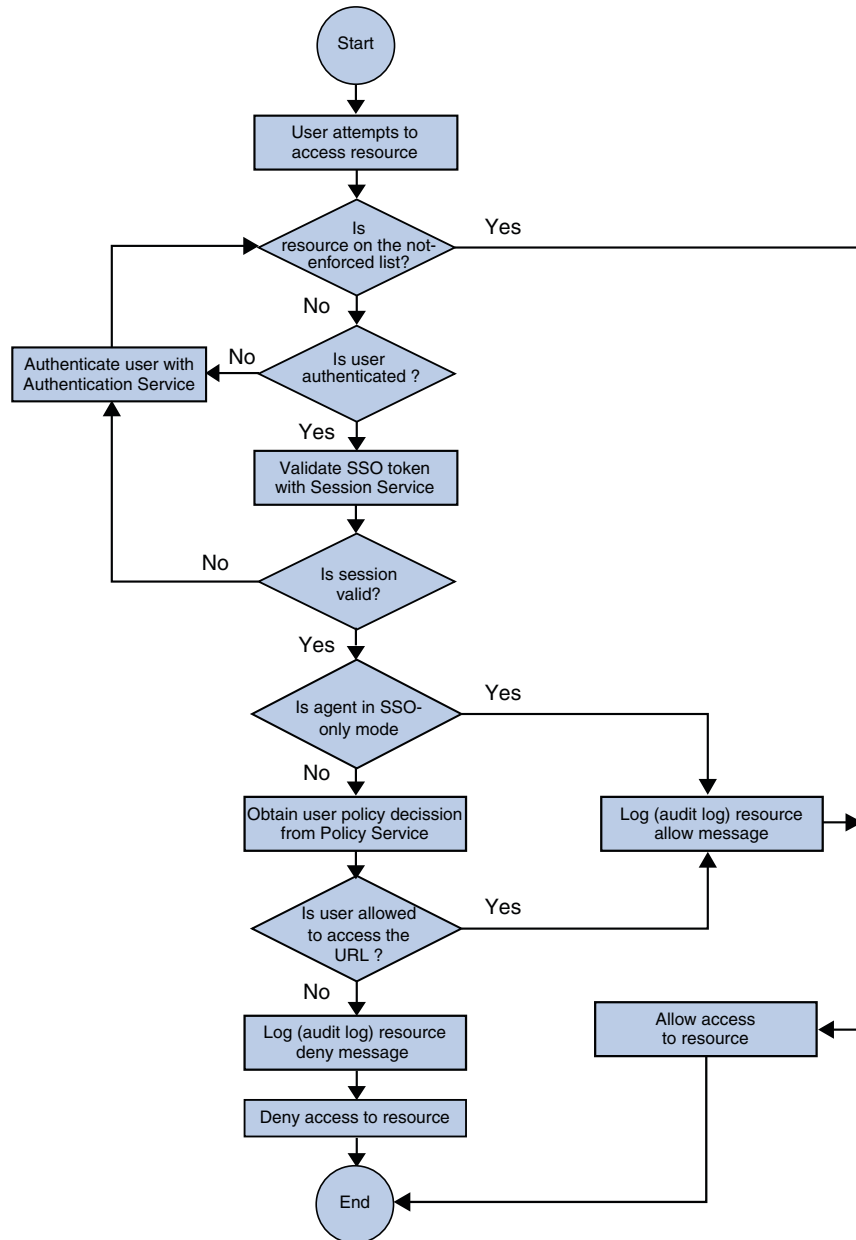 Start
User attempts to
access resource
Is
resource on the not-
enforced list?
Yes
No
Authenticate user with
Authentication Service
No
Is user
authenticated ?
Yes
Validate SSO token
with Session Service
No
Is session
valid?
Yes
Is agent in SSO-
only mode
Yes
No
Obtain user policy decission
from Policy Service
Log (audit log) resource
allow message
Is user allowed
to access the
URL ?
Yes
No
Log (audit log) resource
deny message
Allow access
to resource
Deny access to resource
End